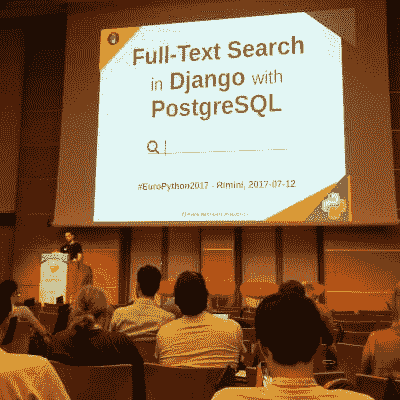 Full-Text Search
in Django with
PostgreSQL
#EuroPython2017 - Rimini, 2017-07-12